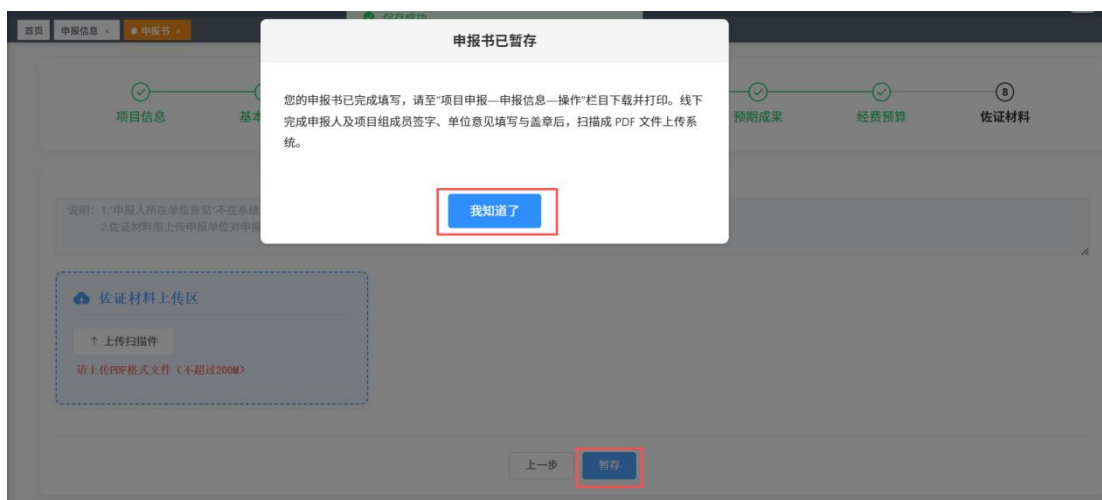 保存成功
首页 申报信息 × ● 申报书 ×
申报书已暂存
您的申报书已完成填写，请至“项目申报—申报信息—操作”栏目下载并打印。线下
完成申报人及项目组成员签字、单位意见填写与盖章后，扫描成 PDF 文件上传系
统。
我知道了
项目信息 基本 预期成果 经费预算 8 佐证材料
说明：1.“申报人所在单位意见”不在系统
2.佐证材料限上传申报单位对申报
佐证材料上传区
↑ 上传扫描件
请上传PDF格式文件（不超过200M）
上一步 暂存